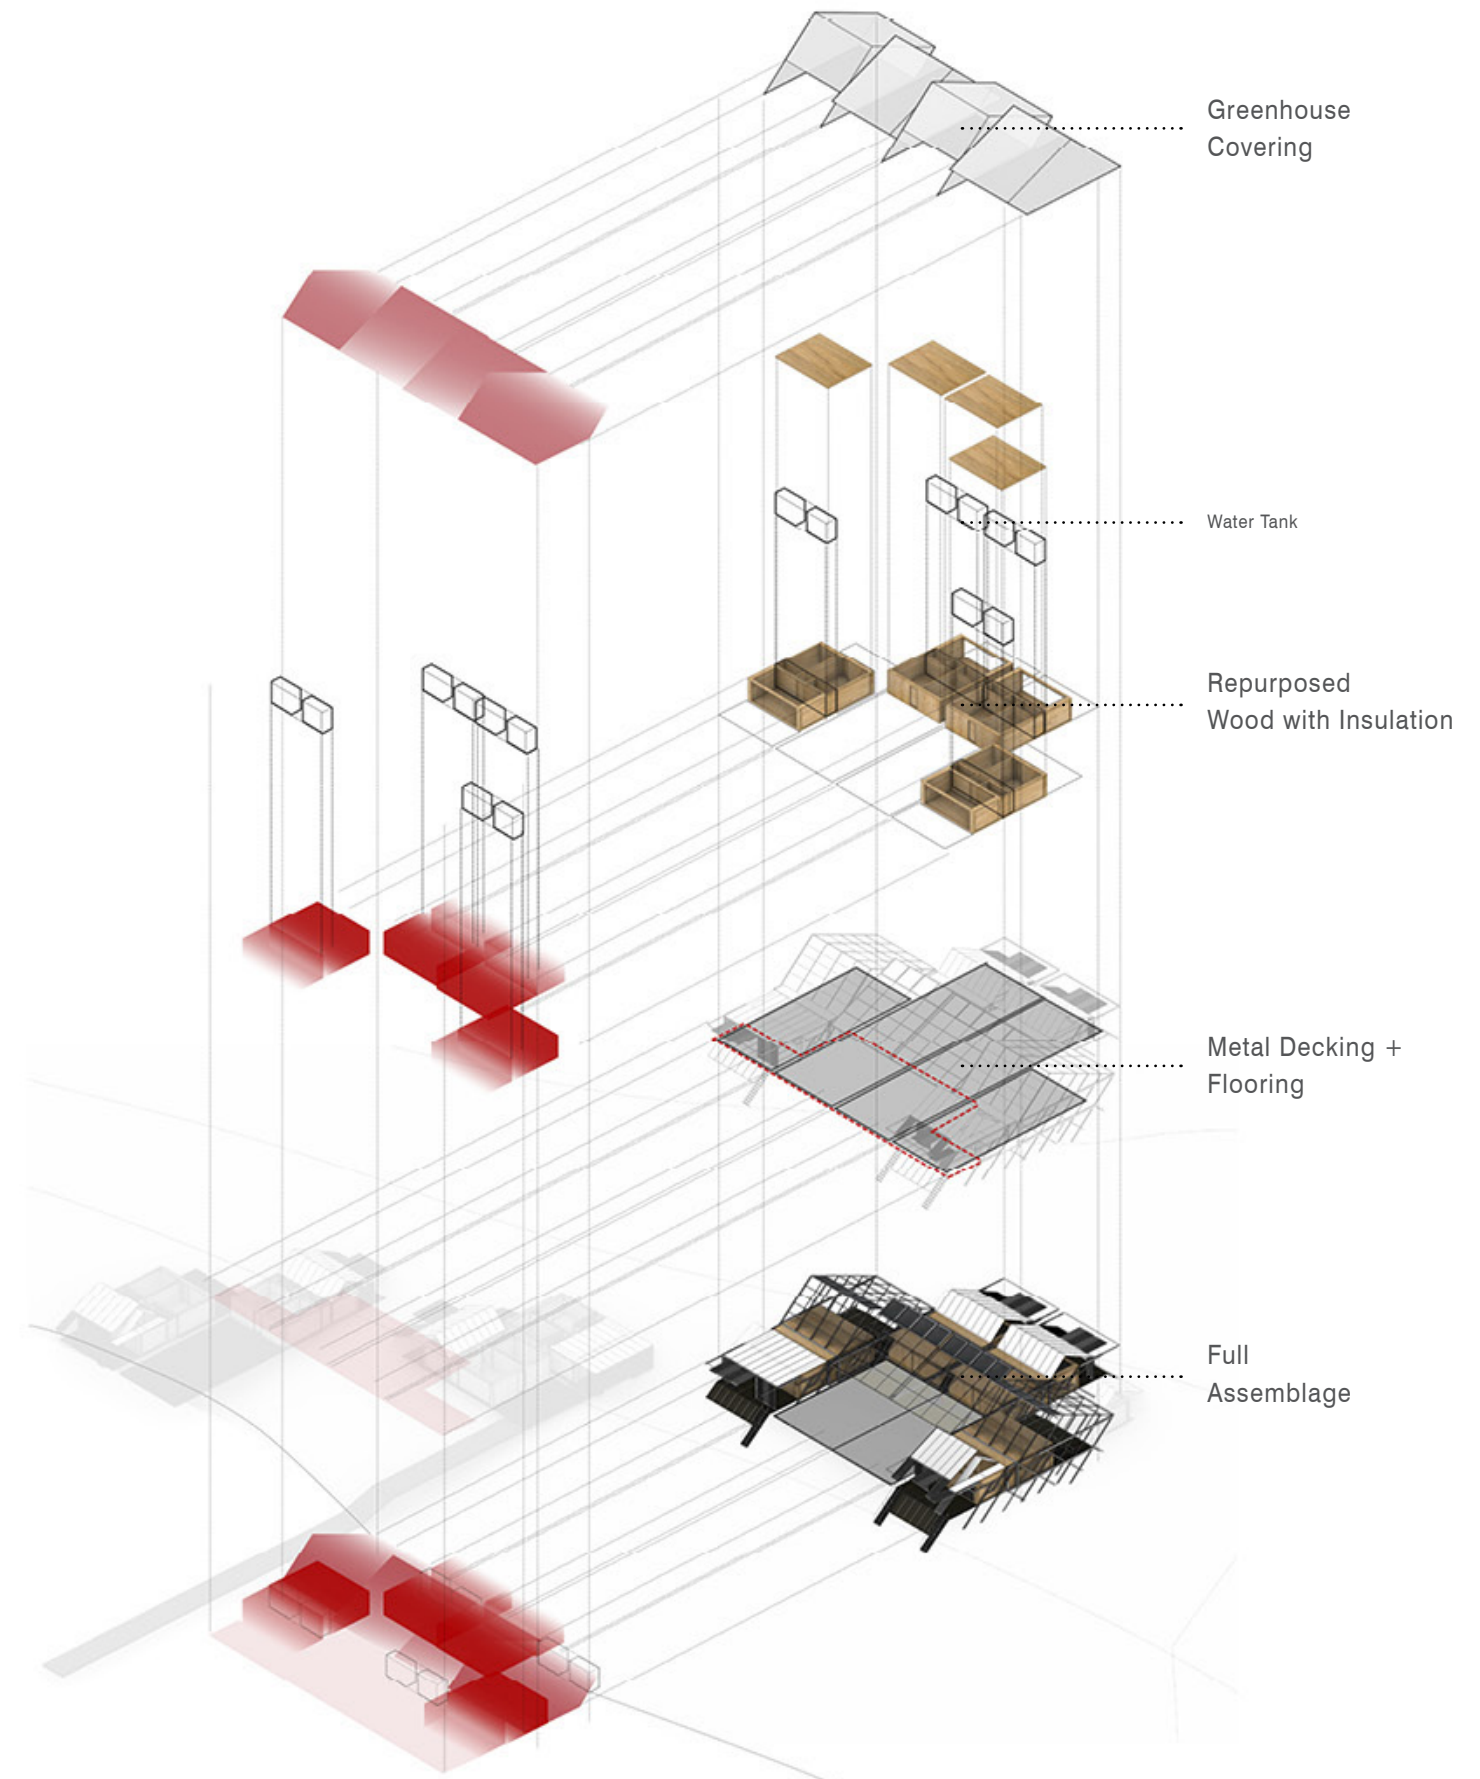 Greenhouse
Covering
Water Tank
Repurposed
Wood with Insulation
Metal Decking +
Flooring
Full
Assemblage